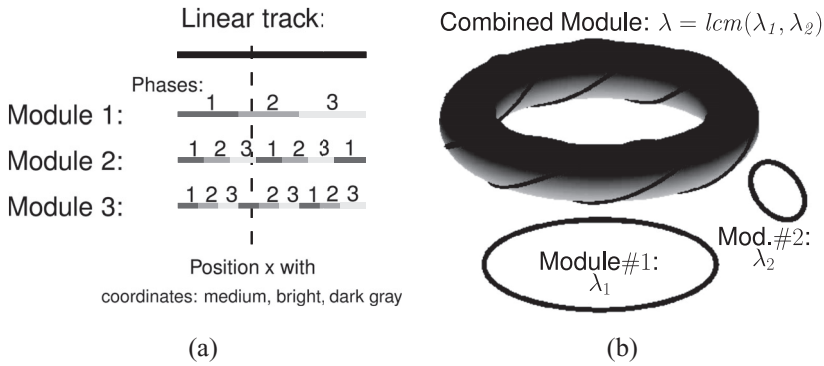 Linear track:
Phases:
Module 1:
1 2 3
Module 2:
1 2 3 1 2 3 1
Module 3:
1 2 3 2 3 1 2 3
Position x with
coordinates: medium, bright, dark gray
(a)
Combined Module: λ = lcm(λ₁, λ₂)
Mod.#2:
λ₂
Module#1:
λ₁
(b)